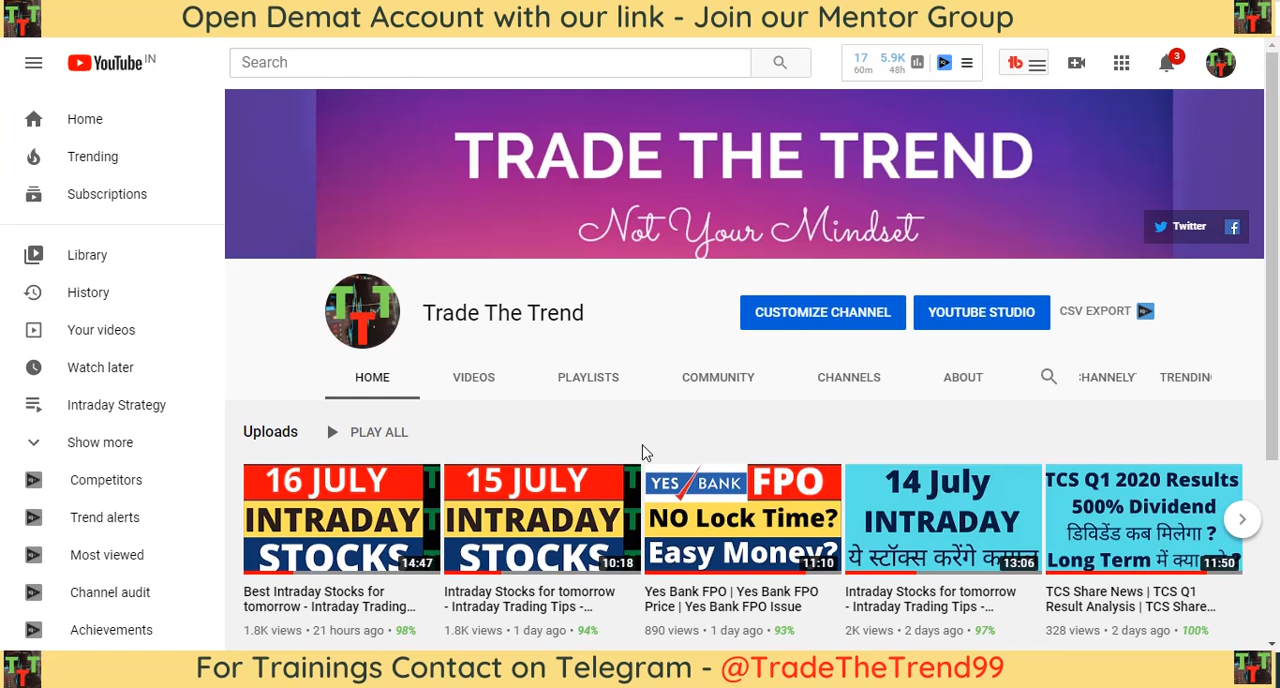 Open Demat Account with our link - Join our Mentor Group
YouTube IN
Search
17 5.9K
60m 48h
3
Home
Trending
Subscriptions
Library
History
Your videos
Watch later
Intraday Strategy
Show more
Competitors
Trend alerts
Most viewed
Channel audit
Achievements
TRADE THE TREND
Not Your Mindset
Twitter
TTT
Trade The Trend
CUSTOMIZE CHANNEL
YOUTUBE STUDIO
CSV EXPORT
HOME VIDEOS PLAYLISTS COMMUNITY CHANNELS ABOUT
Uploads PLAY ALL
16 JULY
INTRADAY
STOCKS
14:47
Best Intraday Stocks for
tomorrow - Intraday Trading...
1.8K views • 21 hours ago • 98%
15 JULY
INTRADAY
STOCKS
10:18
Intraday Stocks for tomorrow
- Intraday Trading Tips -...
1.8K views • 1 day ago • 94%
YES BANK FPO
NO Lock Time?
Easy Money?
11:10
Yes Bank FPO | Yes Bank FPO
Price | Yes Bank FPO Issue
890 views • 1 day ago • 93%
14 July
INTRADAY
ये स्टॉक्स करेंगे
13:06
Intraday Stocks for tomorrow
- Intraday Trading Tips -...
2K views • 2 days ago • 97%
TCS Q1 2020 Results
500% Dividend
डिविडेंड कब मिलेगा ?
Long Term में
11:50
TCS Share News | TCS Q1
Result Analysis | TCS Share...
328 views • 2 days ago • 100%
For Trainings Contact on Telegram - @TradeTheTrend99